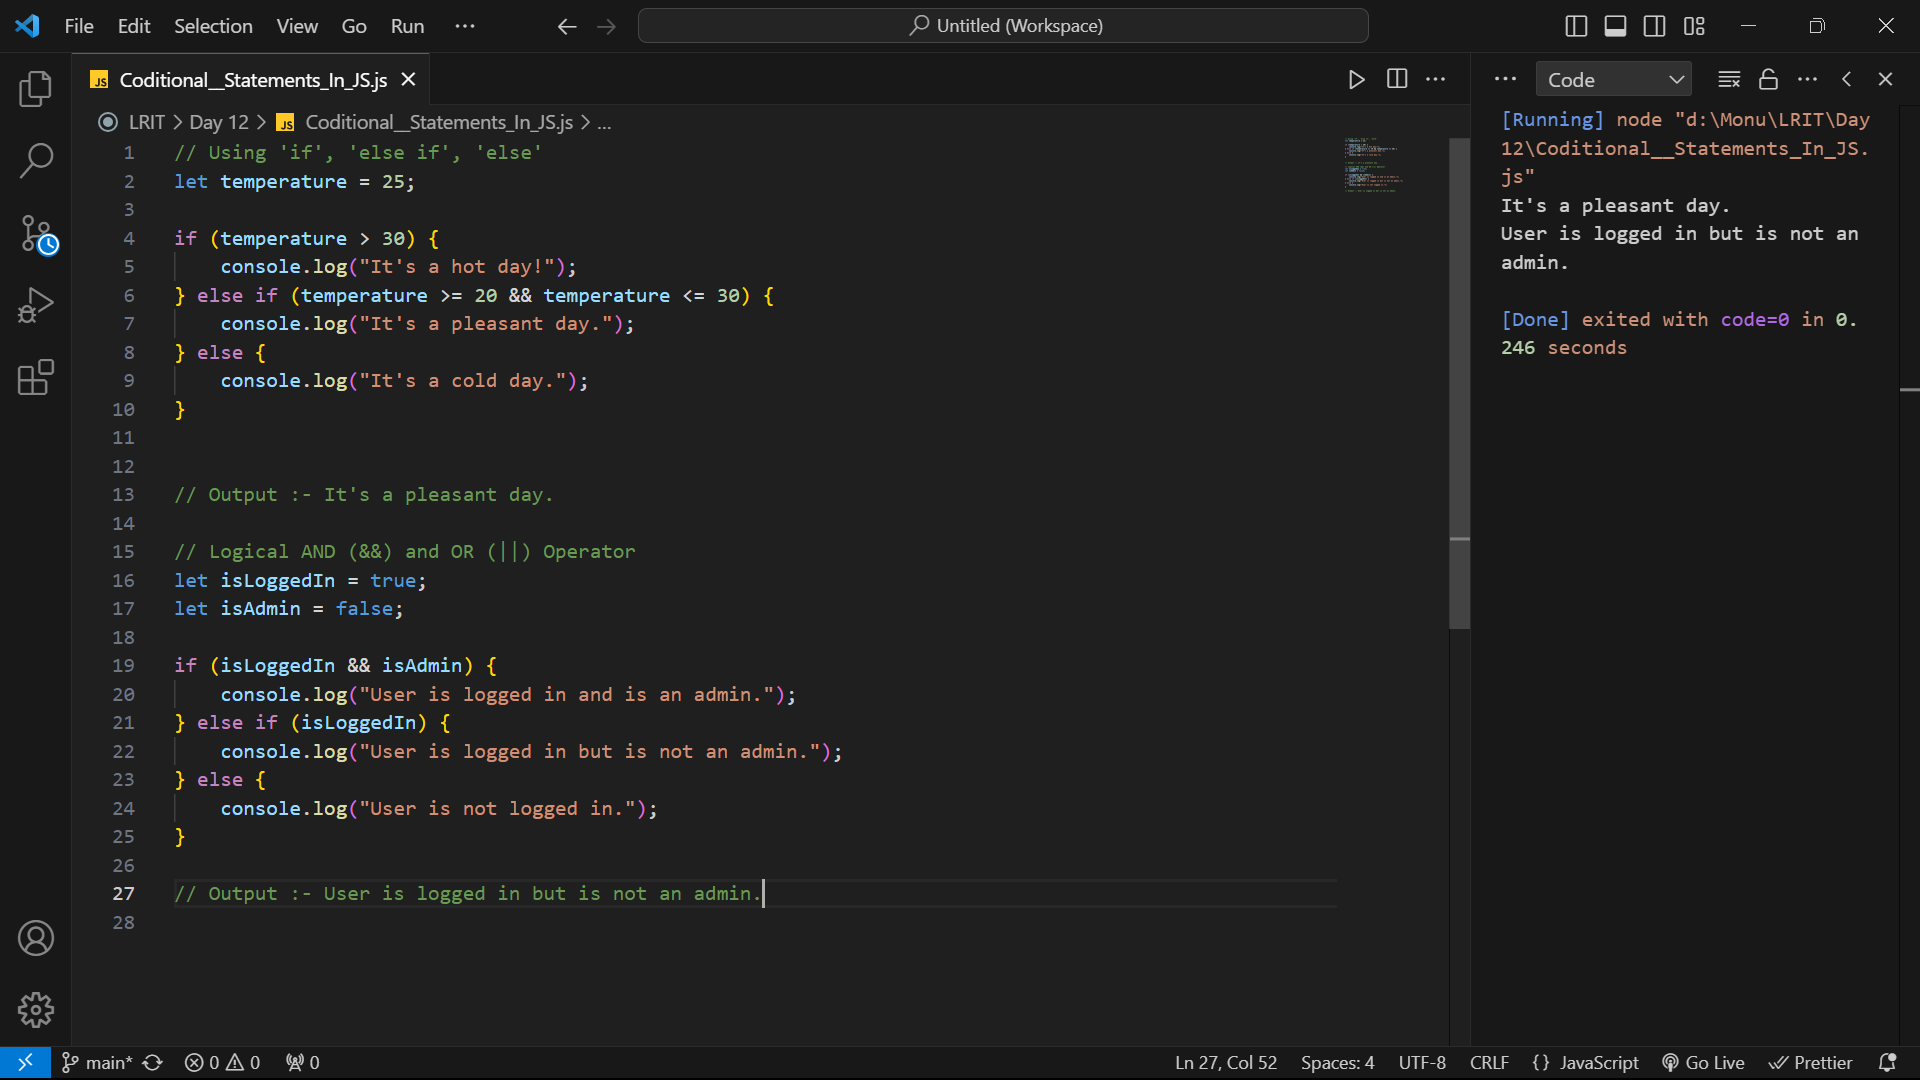 File Edit Selection View Go Run ... Untitled (Workspace)
JS Coditional__Statements_In_JS.js
LRIT > Day 12 > JS Coditional__Statements_In_JS.js > ...
1 // Using 'if', 'else if', 'else'
2 let temperature = 25;
3
4 if (temperature > 30) {
5     console.log("It's a hot day!");
6 } else if (temperature >= 20 && temperature <= 30) {
7     console.log("It's a pleasant day.");
8 } else {
9     console.log("It's a cold day.");
10 }
11
12
13 // Output :- It's a pleasant day.
14
15 // Logical AND (&&) and OR (||) Operator
16 let isLoggedIn = true;
17 let isAdmin = false;
18
19 if (isLoggedIn && isAdmin) {
20     console.log("User is logged in and is an admin.");
21 } else if (isLoggedIn) {
22     console.log("User is logged in but is not an admin.");
23 } else {
24     console.log("User is not logged in.");
25 }
26
27 // Output :- User is logged in but is not an admin.
28
Code
[Running] node "d:\Monu\LRIT\Day
12\Coditional__Statements_In_JS.
js"
It's a pleasant day.
User is logged in but is not an
admin.
[Done] exited with code=0 in 0.
246 seconds
main* 0 0 0 Ln 27, Col 52 Spaces: 4 UTF-8 CRLF {} JavaScript Go Live Prettier